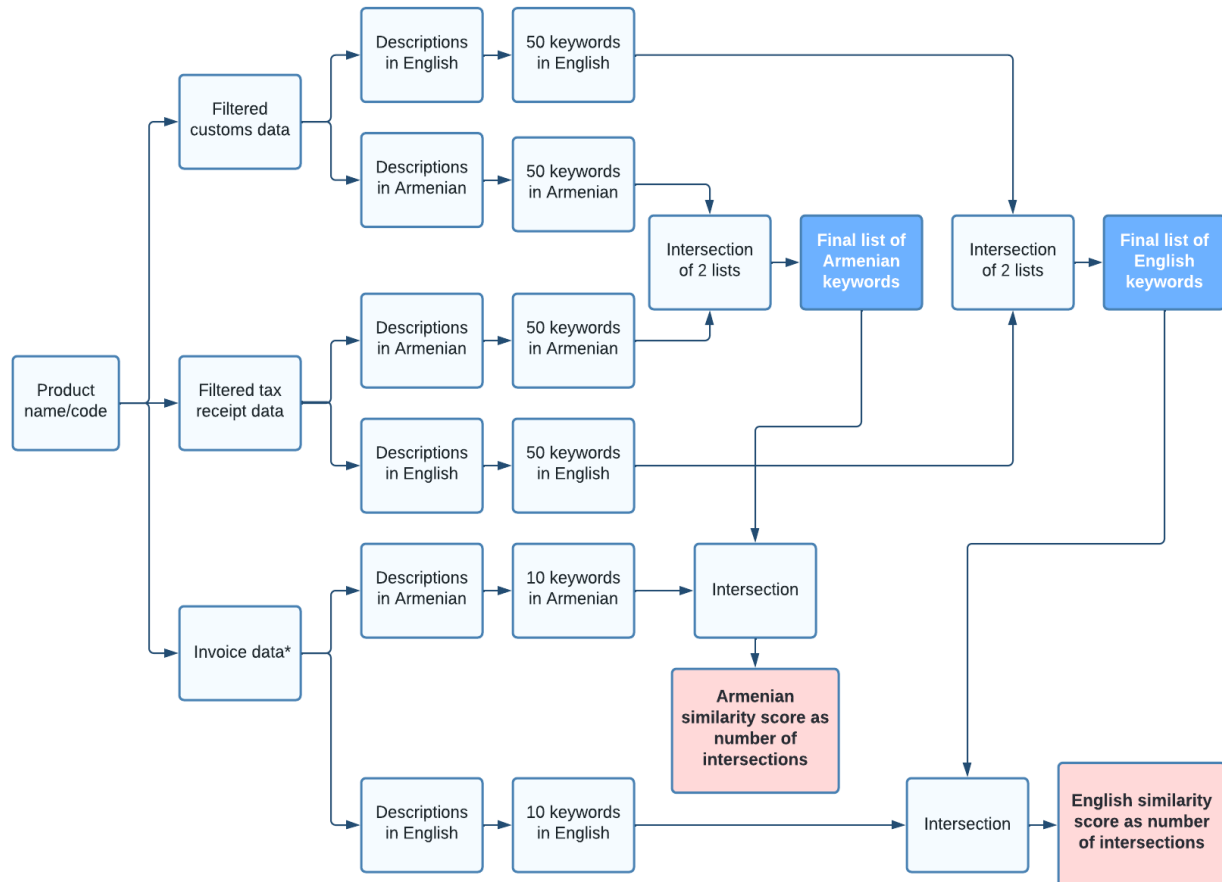 Descriptions
in English
50 keywords
in English
Filtered
customs data
Descriptions
in Armenian
50 keywords
in Armenian
Intersection
of 2 lists
Final list of
Armenian
keywords
Intersection
of 2 lists
Final list of
English
keywords
Descriptions
in Armenian
50 keywords
in Armenian
Product
name/code
Filtered tax
receipt data
Descriptions
in English
50 keywords
in English
Descriptions
in Armenian
10 keywords
in Armenian
Intersection
Invoice data*
Armenian
similarity score as
number of
intersections
Descriptions
in English
10 keywords
in English
Intersection
English similarity
score as number
of intersections